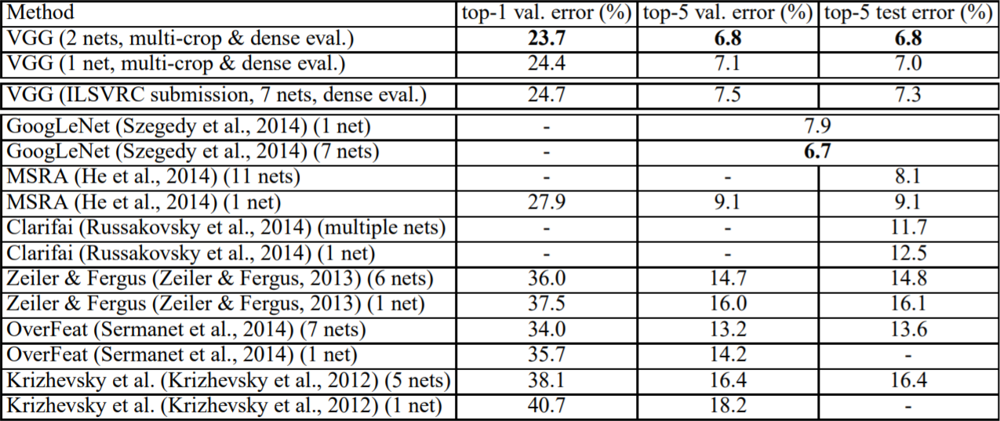 Method top-1 val. error (%) top-5 val. error (%) top-5 test error (%)
VGG (2 nets, multi-crop & dense eval.) 23.7 6.8 6.8
VGG (1 net, multi-crop & dense eval.) 24.4 7.1 7.0
VGG (ILSVRC submission, 7 nets, dense eval.) 24.7 7.5 7.3
GoogLeNet (Szegedy et al., 2014) (1 net) - 7.9
GoogLeNet (Szegedy et al., 2014) (7 nets) - 6.7
MSRA (He et al., 2014) (11 nets) - - 8.1
MSRA (He et al., 2014) (1 net) 27.9 9.1 9.1
Clarifai (Russakovsky et al., 2014) (multiple nets) - - 11.7
Clarifai (Russakovsky et al., 2014) (1 net) - - 12.5
Zeiler & Fergus (Zeiler & Fergus, 2013) (6 nets) 36.0 14.7 14.8
Zeiler & Fergus (Zeiler & Fergus, 2013) (1 net) 37.5 16.0 16.1
OverFeat (Sermanet et al., 2014) (7 nets) 34.0 13.2 13.6
OverFeat (Sermanet et al., 2014) (1 net) 35.7 14.2 -
Krizhevsky et al. (Krizhevsky et al., 2012) (5 nets) 38.1 16.4 16.4
Krizhevsky et al. (Krizhevsky et al., 2012) (1 net) 40.7 18.2 -